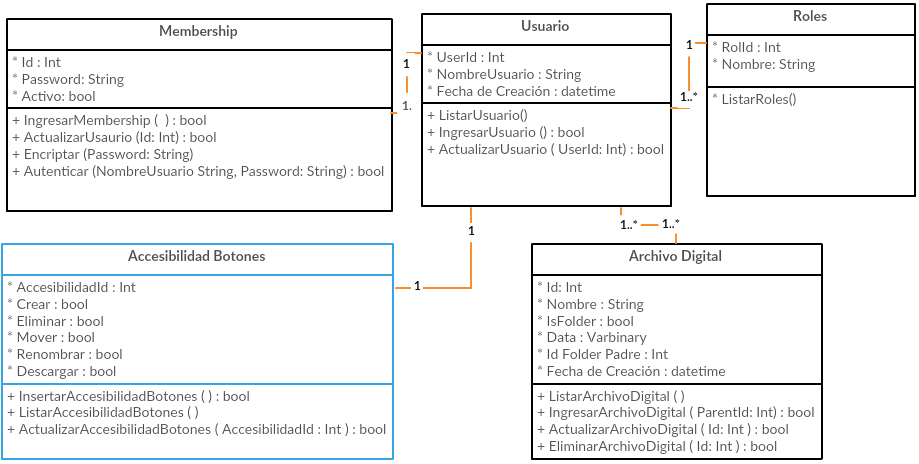 Membership
* Id : Int
* Password: String
* Activo: bool
+ IngresarMembership ( ) : bool
+ ActualizarUsaurio (Id: Int) : bool
+ Encriptar (Password: String)
+ Autenticar (NombreUsuario String, Password: String) : bool
1
1.
Usuario
* UserId : Int
* NombreUsuario : String
* Fecha de Creación : datetime
+ ListarUsuario()
+ IngresarUsuario () : bool
+ ActualizarUsuario ( UserId: Int) : bool
1
1..*
Roles
* RolId : Int
* Nombre: String
* ListarRoles()
1
1
1..*
1..*
Accesibilidad Botones
* AccesibilidadId : Int
* Crear : bool
* Eliminar : bool
* Mover : bool
* Renombrar : bool
* Descargar : bool
+ InsertarAccesibilidadBotones ( ) : bool
+ ListarAccesibilidadBotones ( )
+ ActualizarAccesibilidadBotones ( AccesibilidadId : Int ) : bool
Archivo Digital
* Id: Int
* Nombre : String
* IsFolder : bool
* Data : Varbinary
* Id Folder Padre : Int
* Fecha de Creación : datetime
+ ListarArchivoDigital ( )
+ IngresarArchivoDigital ( ParentId: Int) : bool
+ ActualizarArchivoDigital ( Id: Int ) : bool
+ EliminarArchivoDigital ( Id: Int ) : bool